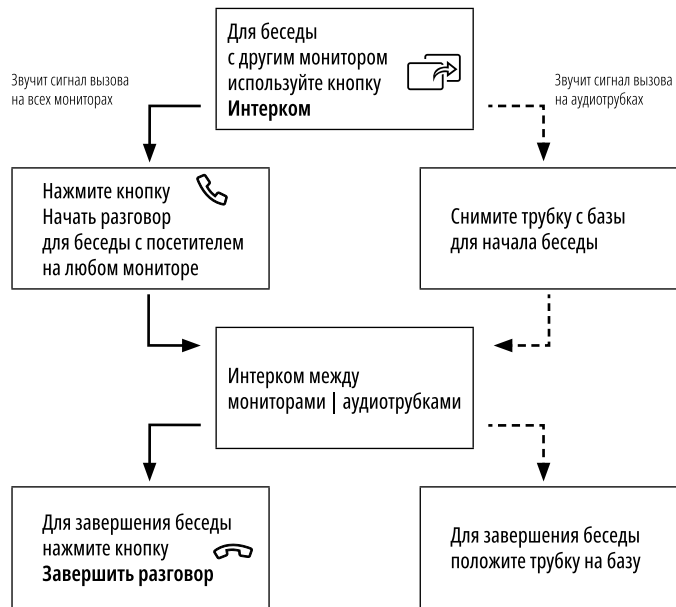 Для беседы
с другим монитором
используйте кнопку
Интерком
Звучит сигнал вызова
на всех мониторах
Звучит сигнал вызова
на аудиотрубках
Нажмите кнопку
Начать разговор
для беседы с посетителем
на любом мониторе
Снимите трубку с базы
для начала беседы
Интерком между
мониторами | аудиотрубками
Для завершения беседы
нажмите кнопку
Завершить разговор
Для завершения беседы
положите трубку на базу